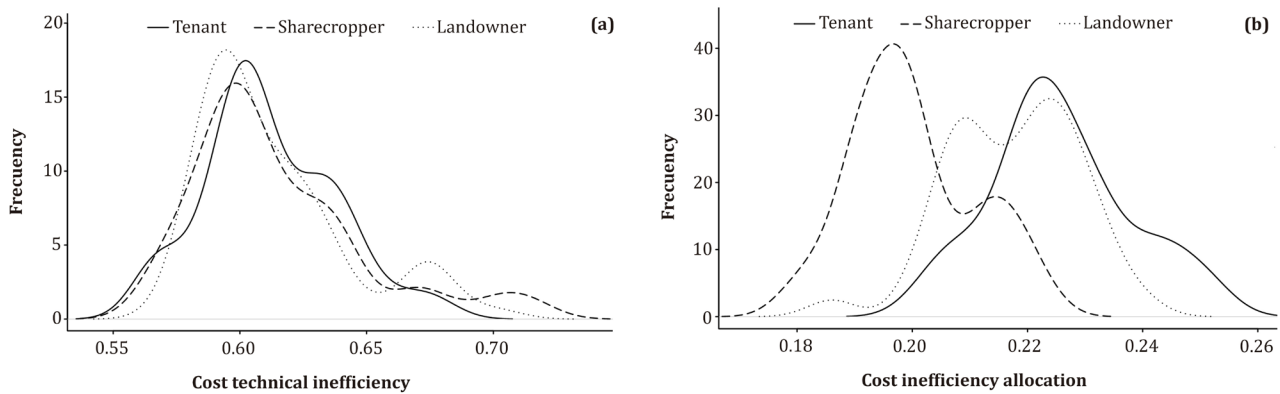 Tenant Sharecropper Landowner (a)
20
15
10
5
0
Frecuency
0.55 0.60 0.65 0.70
Cost technical inefficiency
Tenant Sharecropper Landowner (b)
40
30
20
10
0
Frecuency
0.18 0.20 0.22 0.24 0.26
Cost inefficiency allocation